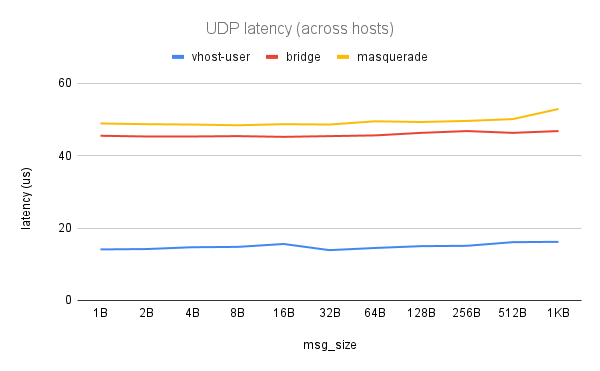 UDP latency (across hosts)
vhost-user bridge masquerade
60
40
20
0
latency (us)
1B 2B 4B 8B 16B 32B 64B 128B 256B 512B 1KB
msg_size